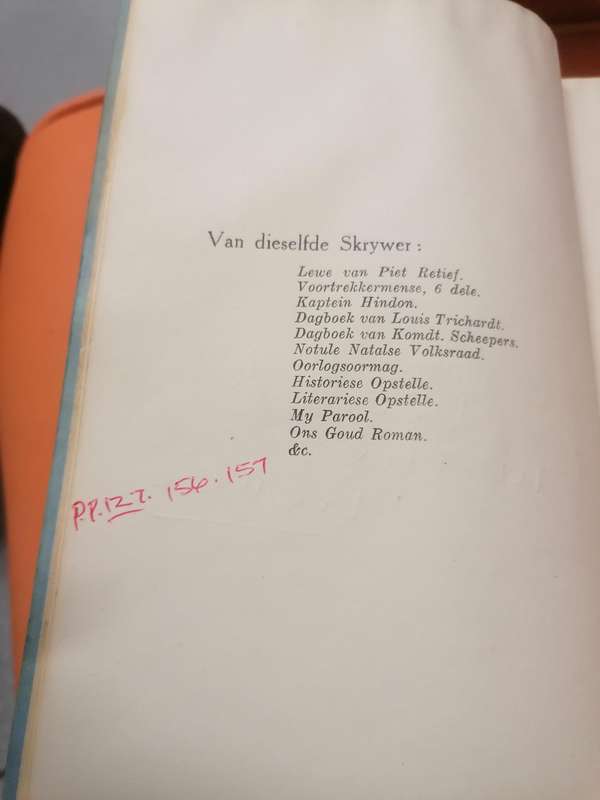 Van dieselfde Skrywer :
Lewe van Piet Retief.
Voortrekkermense, 6 dele.
Kaptein Hindon.
Dagboek van Louis Trichardt.
Dagboek van Komdt. Scheepers.
Notule Natalse Volksraad.
Oorlogsoormag.
Historiese Opstelle.
Literariese Opstelle.
My Parool.
Ons Goud Roman.
&c.
P.P. 127. 156. 157